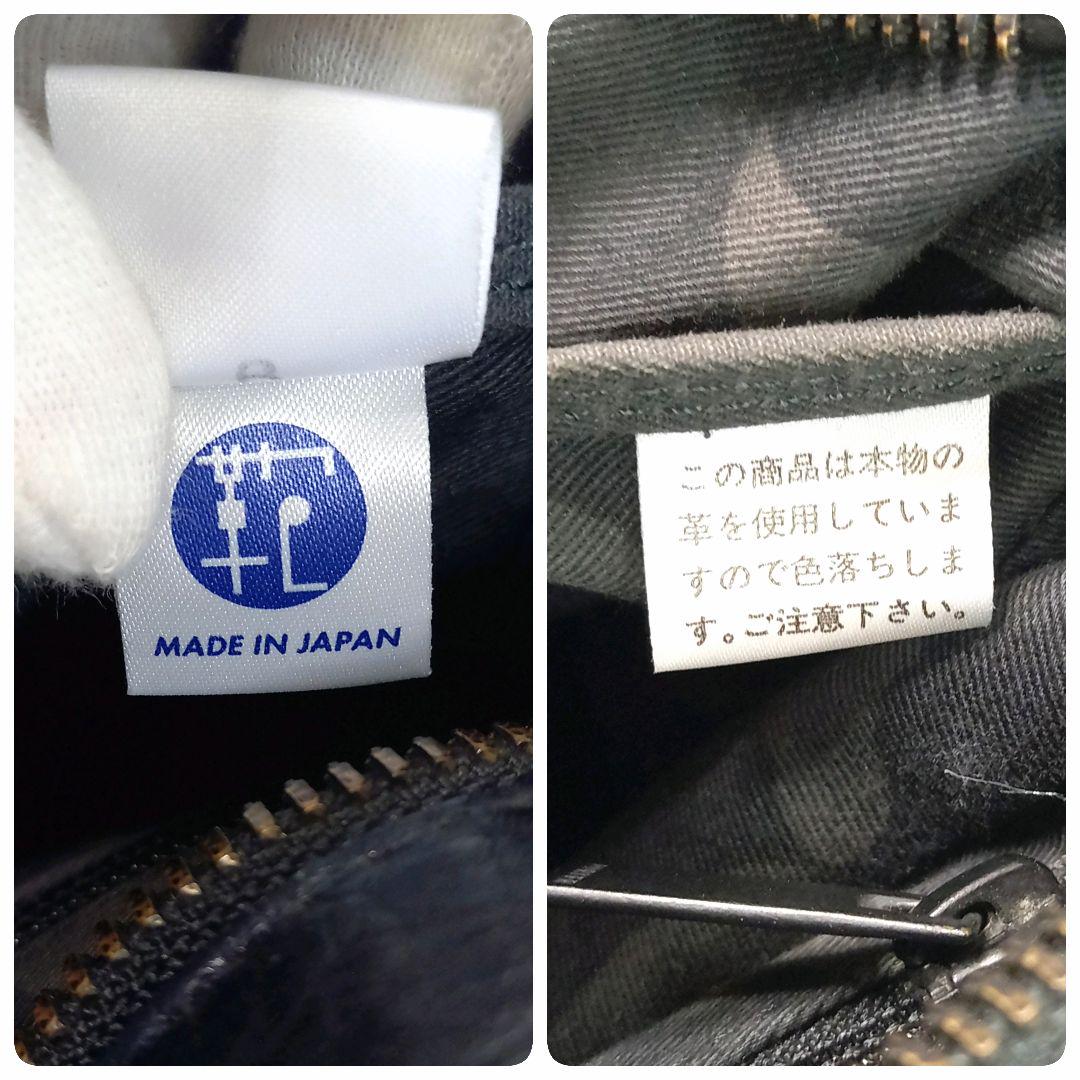 MADE IN JAPAN
この商品は本物の
革を使用していま
すので色落ちしま
す。ご注意下さい。